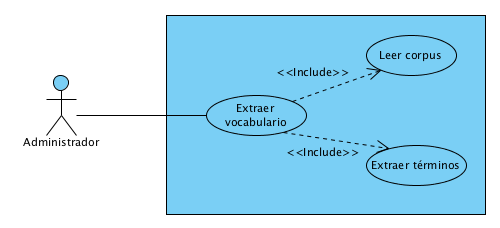 Leer corpus
<<Include>>
Extraer
vocabulario
Administrador
<<Include>>
Extraer términos